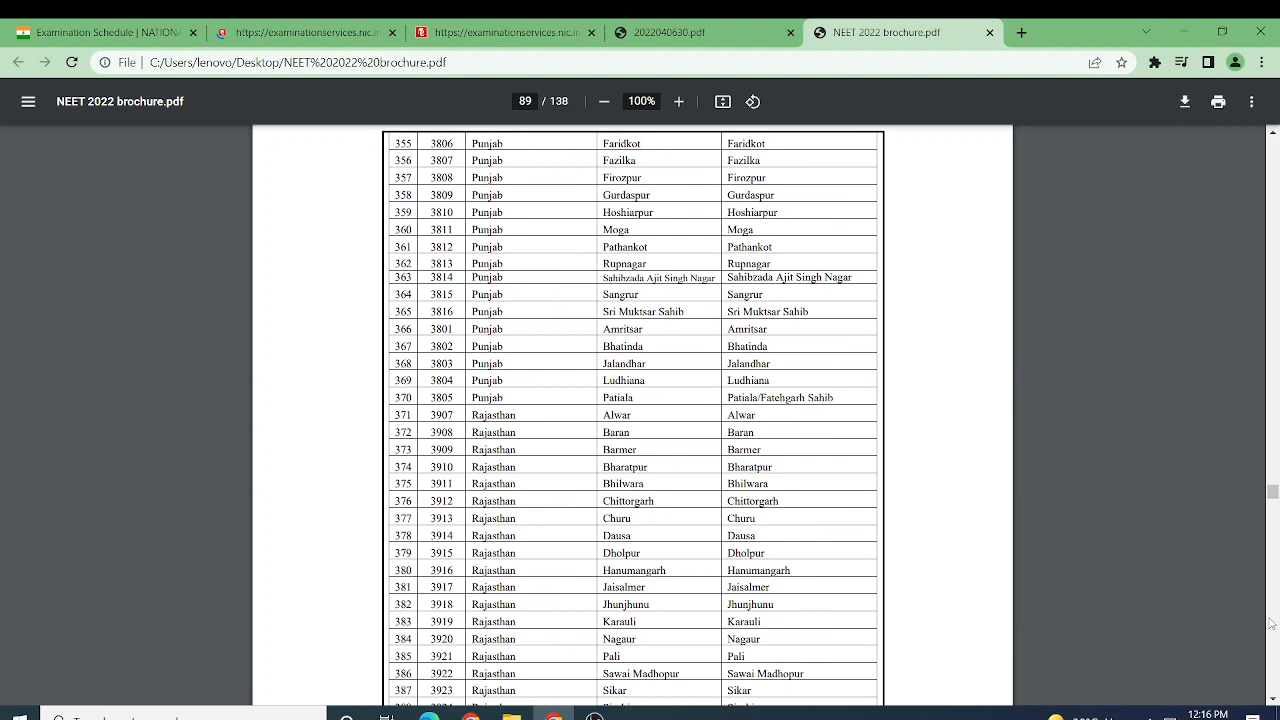 Examination Schedule | NATIONA
https://examinationservices.nic.in
https://examinationservices.nic.in
2022040630.pdf
NEET 2022 brochure.pdf
File | C:/Users/lenovo/Desktop/NEET%202022%20brochure.pdf
NEET 2022 brochure.pdf
89 / 138
100%
355 3806 Punjab Faridkot Faridkot
356 3807 Punjab Fazilka Fazilka
357 3808 Punjab Firozpur Firozpur
358 3809 Punjab Gurdaspur Gurdaspur
359 3810 Punjab Hoshiarpur Hoshiarpur
360 3811 Punjab Moga Moga
361 3812 Punjab Pathankot Pathankot
362 3813 Punjab Rupnagar Rupnagar
363 3814 Punjab Sahibzada Ajit Singh Nagar Sahibzada Ajit Singh Nagar
364 3815 Punjab Sangrur Sangrur
365 3816 Punjab Sri Muktsar Sahib Sri Muktsar Sahib
366 3801 Punjab Amritsar Amritsar
367 3802 Punjab Bhatinda Bhatinda
368 3803 Punjab Jalandhar Jalandhar
369 3804 Punjab Ludhiana Ludhiana
370 3805 Punjab Patiala Patiala/Fatehgarh Sahib
371 3907 Rajasthan Alwar Alwar
372 3908 Rajasthan Baran Baran
373 3909 Rajasthan Barmer Barmer
374 3910 Rajasthan Bharatpur Bharatpur
375 3911 Rajasthan Bhilwara Bhilwara
376 3912 Rajasthan Chittorgarh Chittorgarh
377 3913 Rajasthan Churu Churu
378 3914 Rajasthan Dausa Dausa
379 3915 Rajasthan Dholpur Dholpur
380 3916 Rajasthan Hanumangarh Hanumangarh
381 3917 Rajasthan Jaisalmer Jaisalmer
382 3918 Rajasthan Jhunjhunu Jhunjhunu
383 3919 Rajasthan Karauli Karauli
384 3920 Rajasthan Nagaur Nagaur
385 3921 Rajasthan Pali Pali
386 3922 Rajasthan Sawai Madhopur Sawai Madhopur
387 3923 Rajasthan Sikar Sikar
12:16 PM